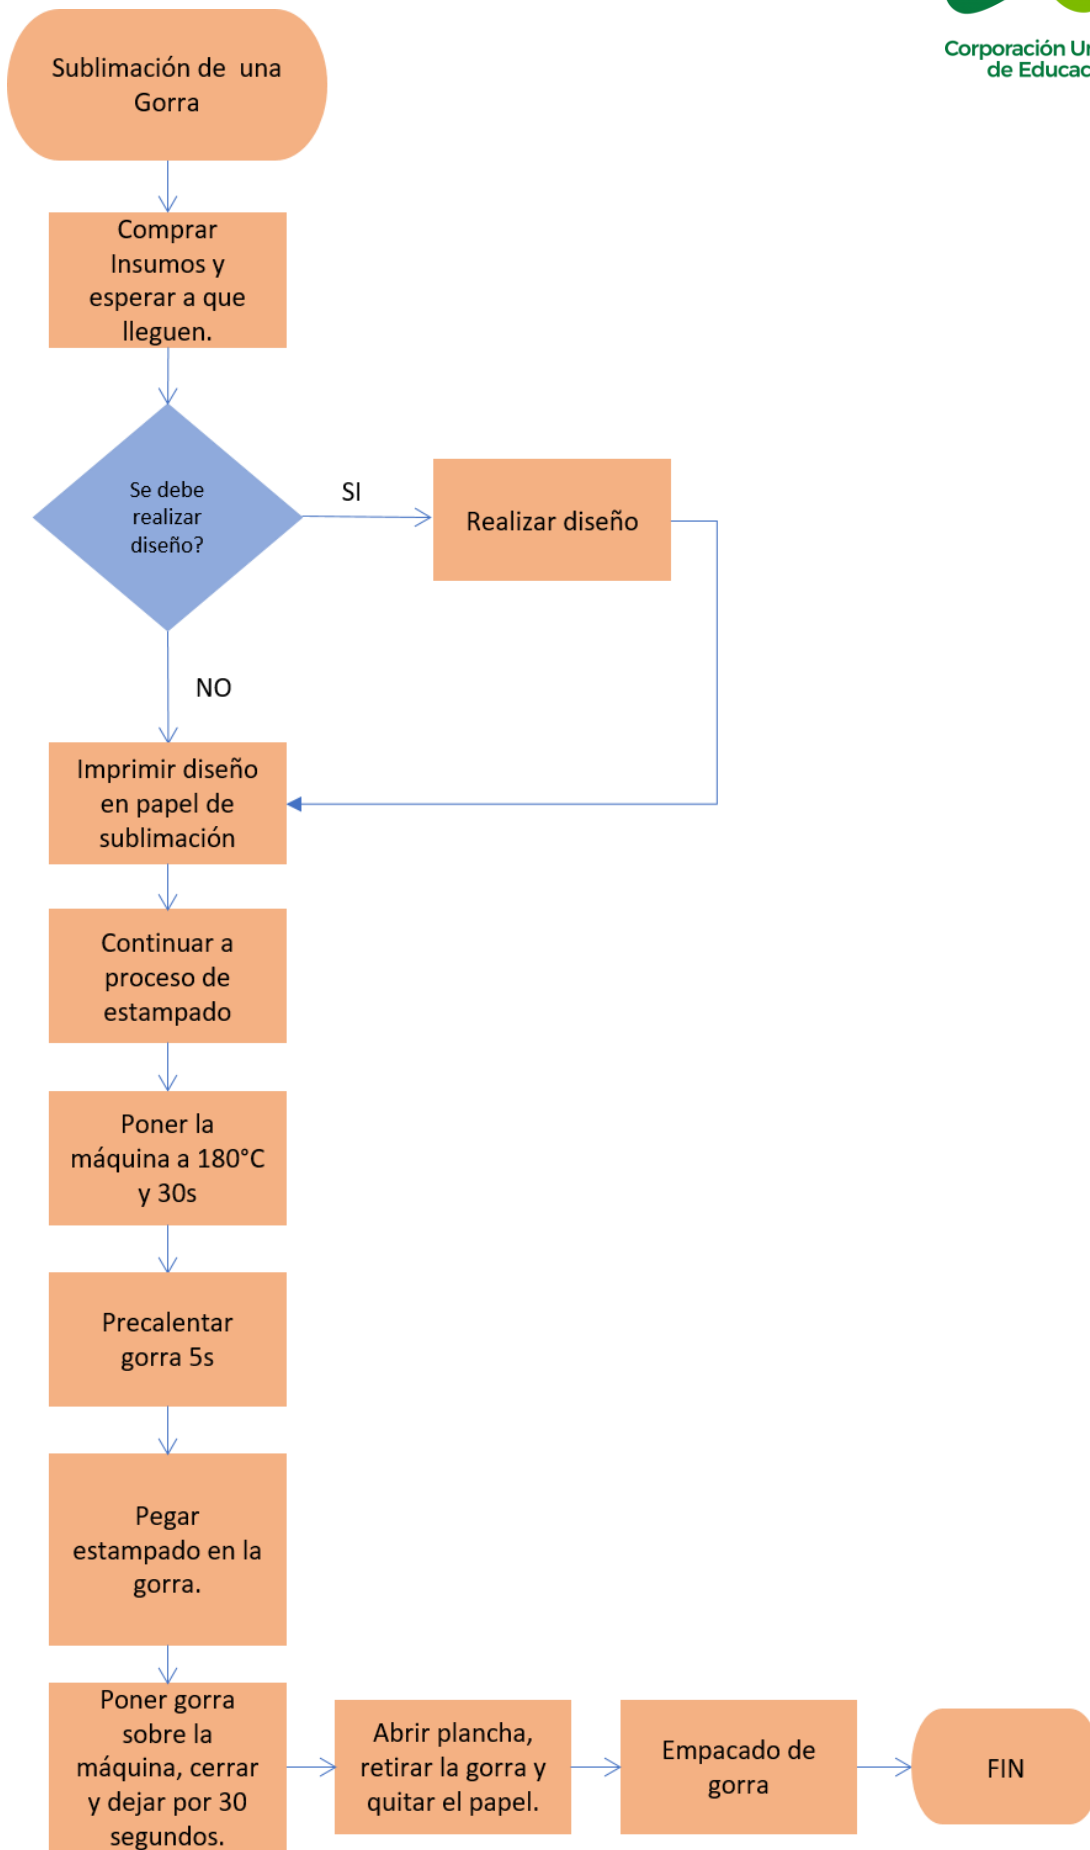 Corporación
de
Sublimación de una
Gorra
Comprar
Insumos y
esperar a que
lleguen.
Se debe
realizar
diseño?
SI
Realizar diseño
NO
Imprimir diseño
en papel de
sublimación
Continuar a
proceso de
estampado
Poner la
máquina a 180°C
y 30s
Precalentar
gorra 5s
Pegar
estampado en la
gorra.
Poner gorra
sobre la
máquina, cerrar
y dejar por 30
segundos.
Abrir plancha,
retirar la gorra y
quitar el papel.
Empacado de
gorra
FIN